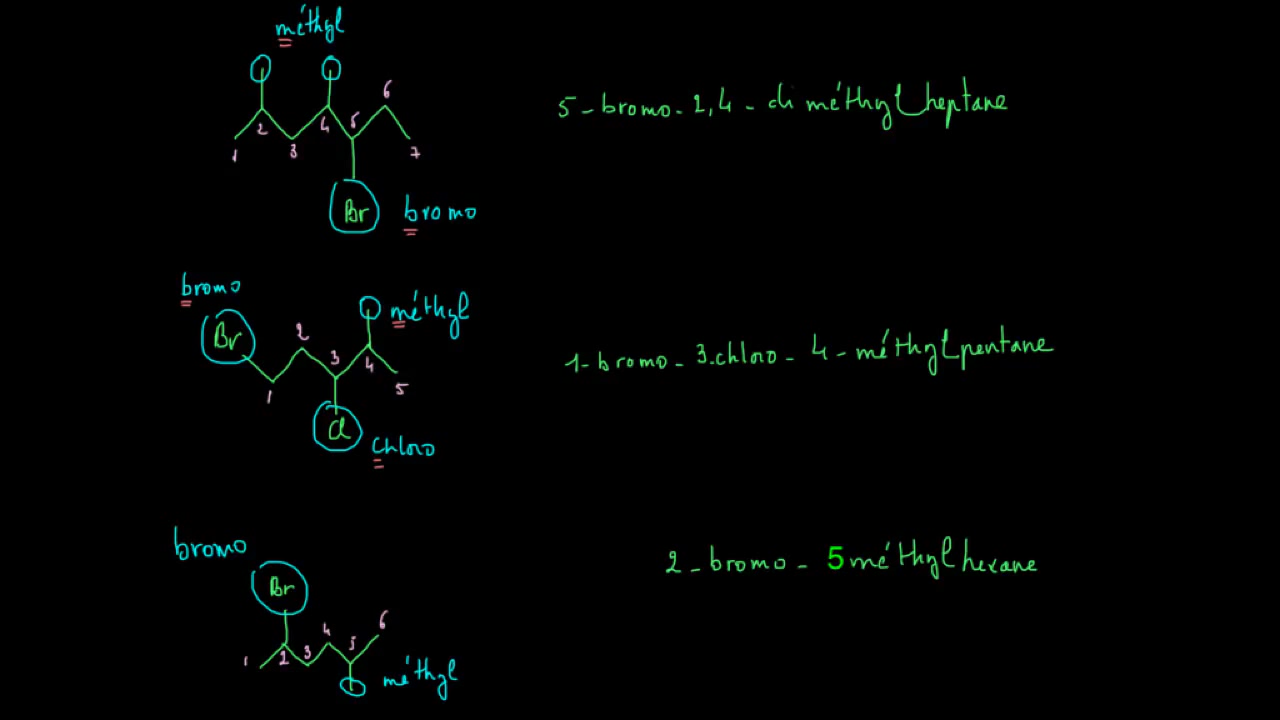 méthyl
6
5 - bromo - 2,4 - diméthylheptane
2 4 5
1 3 7
Br bromo
bromo
Br méthyl
2
3 4
1-bromo - 3-chloro - 4 - méthylpentane
1 5
Cl
chloro
bromo
2 - bromo - 5 méthylhexane
Br
6
4
1 2 3 5
méthyl